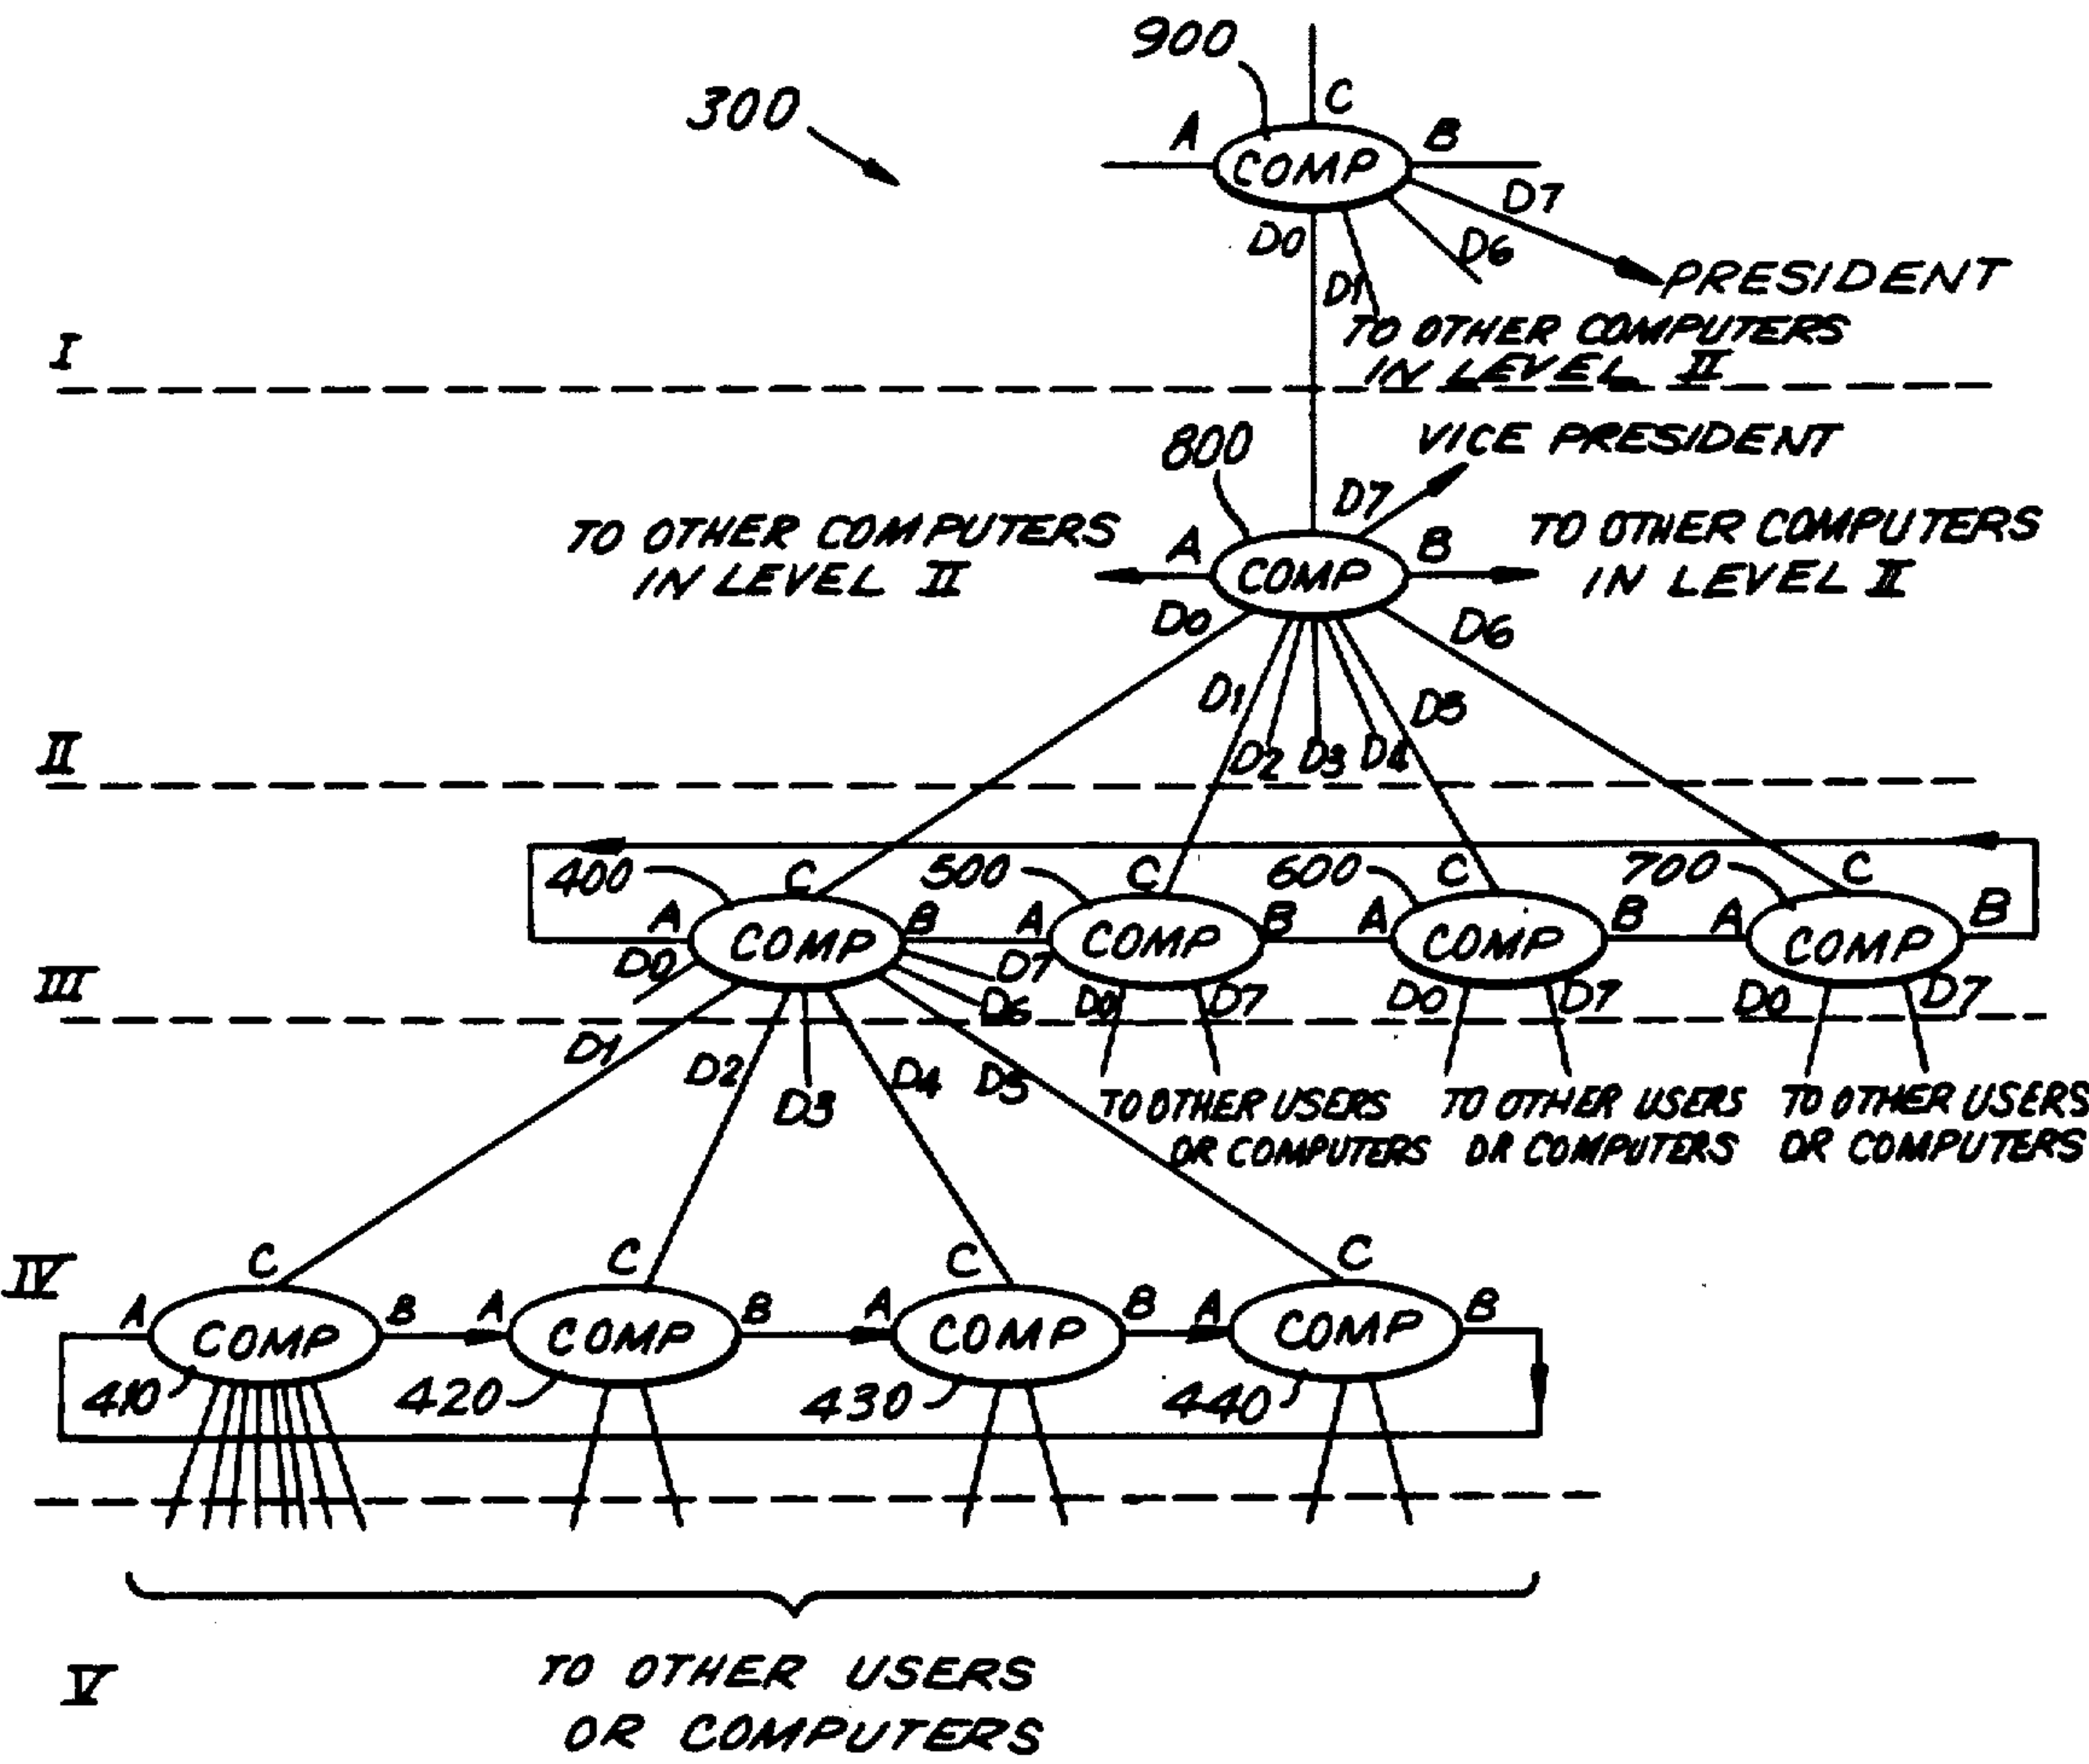 900
C
300
A
COMP
B
D7
D0
D6
D1
PRESIDENT
TO OTHER COMPUTERS
IN LEVEL II
I
800
VICE PRESIDENT
D7
TO OTHER COMPUTERS
IN LEVEL II
A
COMP
B
TO OTHER COMPUTERS
IN LEVEL II
D0
D6
D1
D5
D2
D3
D4
II
400
C
500
C
600
C
700
C
A
COMP
B
A
COMP
B
A
COMP
B
A
COMP
B
D0
D7
D6
D0
D7
D0
D7
D0
D7
III
D1
D2
D3
D4
D5
TO OTHER USERS
OR COMPUTERS
TO OTHER USERS
OR COMPUTERS
TO OTHER USERS
OR COMPUTERS
IV
C
C
C
C
A
COMP
B
A
COMP
B
A
COMP
B
A
COMP
B
410
420
430
440
V
TO OTHER USERS
OR COMPUTERS